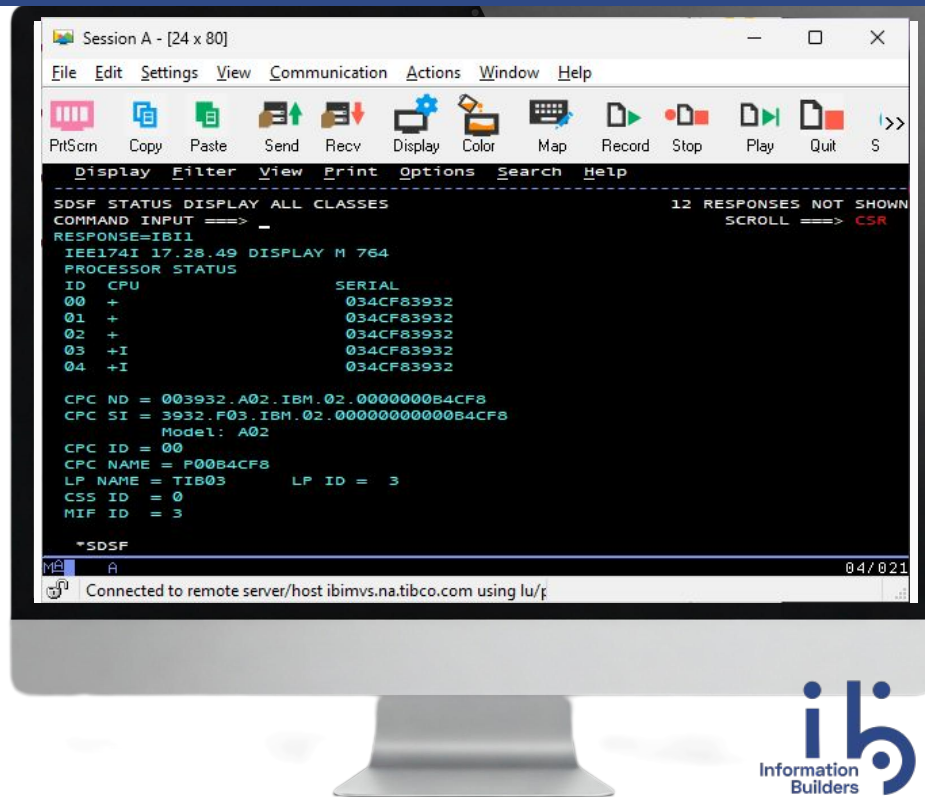 Session A - [24 x 80]
File Edit Settings View Communication Actions Window Help
PrtScrn Copy Paste Send Recv Display Color Map Record Stop Play Quit S
Display Filter View Print Options Search Help
SDSF STATUS DISPLAY ALL CLASSES 12 RESPONSES NOT SHOWN
COMMAND INPUT ===> _ SCROLL ===> CSR
RESPONSE=IBI1
IEE174I 17.28.49 DISPLAY M 764
PROCESSOR STATUS
ID CPU SERIAL
00 + 034CF83932
01 + 034CF83932
02 + 034CF83932
03 +I 034CF83932
04 +I 034CF83932
CPC ND = 003932.A02.IBM.02.0000000B4CF8
CPC SI = 3932.F03.IBM.02.00000000000B4CF8
Model: A02
CPC ID = 00
CPC NAME = P00B4CF8
LP NAME = TIB03 LP ID = 3
CSS ID = 0
MIF ID = 3
*SDSF
MA A 04/021
Connected to remote server/host ibimvs.na.tibco.com using lu/p
ib
Information
Builders